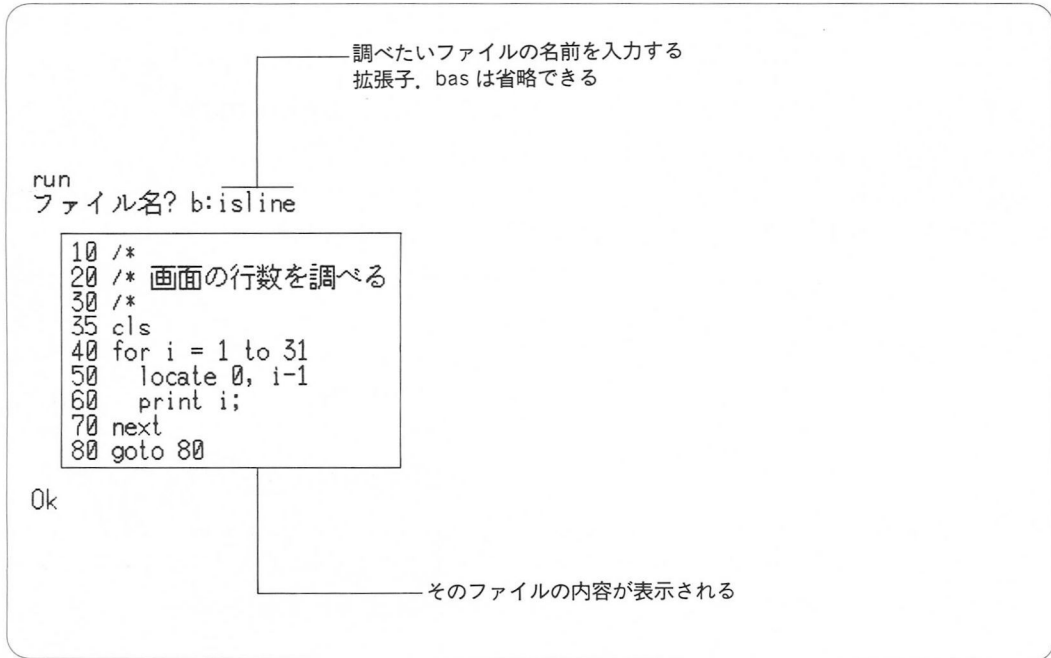 調べたいファイルの名前を入力する
拡張子．bas は省略できる
run
ファイル名? b:isline
10 /*
20 /* 画面の行数を調べる
30 /*
35 cls
40 for i = 1 to 31
50   locate 0, i-1
60   print i;
70 next
80 goto 80
Ok
そのファイルの内容が表示される